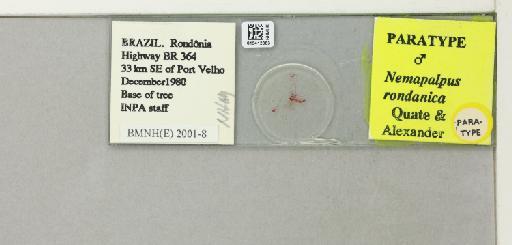 BRAZIL. Rondônia
Highway BR 364
33 km SE of Port Velho
December1980
Base of tree
INPA staff
BMNH(E) 2001-8
PARATYPE
♂
Nemapalpus
rondanica
Quate &
Alexander
PARA-
TYPE